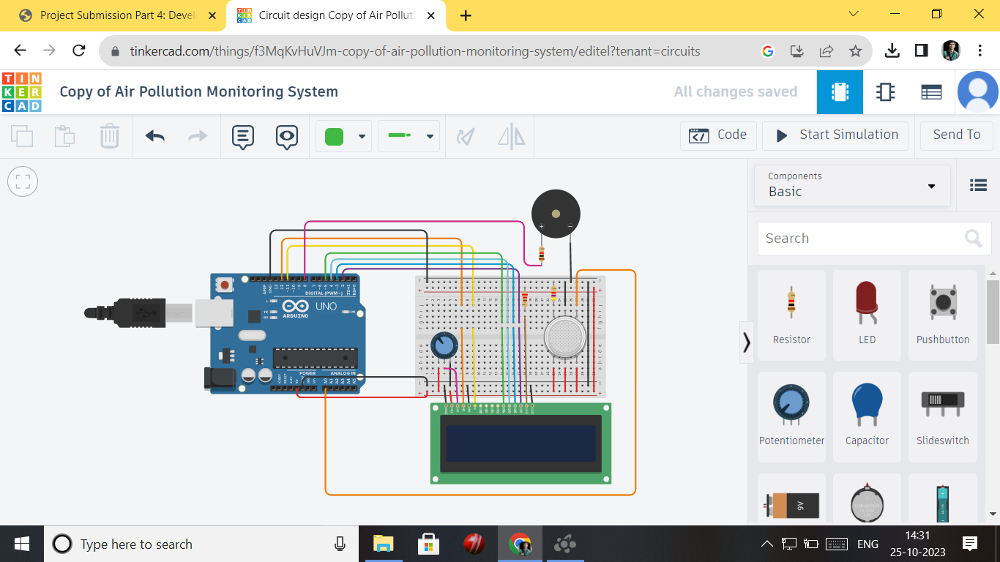 Project Submission Part 4: Devel
Circuit design Copy of Air Polluti
tinkercad.com/things/f3MqKvHuVJm-copy-of-air-pollution-monitoring-system/editel?tenant=circuits
TIN
KER
CAD
Copy of Air Pollution Monitoring System
All changes saved
Code
Start Simulation
Send To
Components
Basic
Search
DIGITAL (PWM~)
UNO
ARDUINO
POWER
ANALOG IN
Resistor
LED
Pushbutton
Potentiometer
Capacitor
Slideswitch
9V
Type here to search
ENG
14:31
25-10-2023